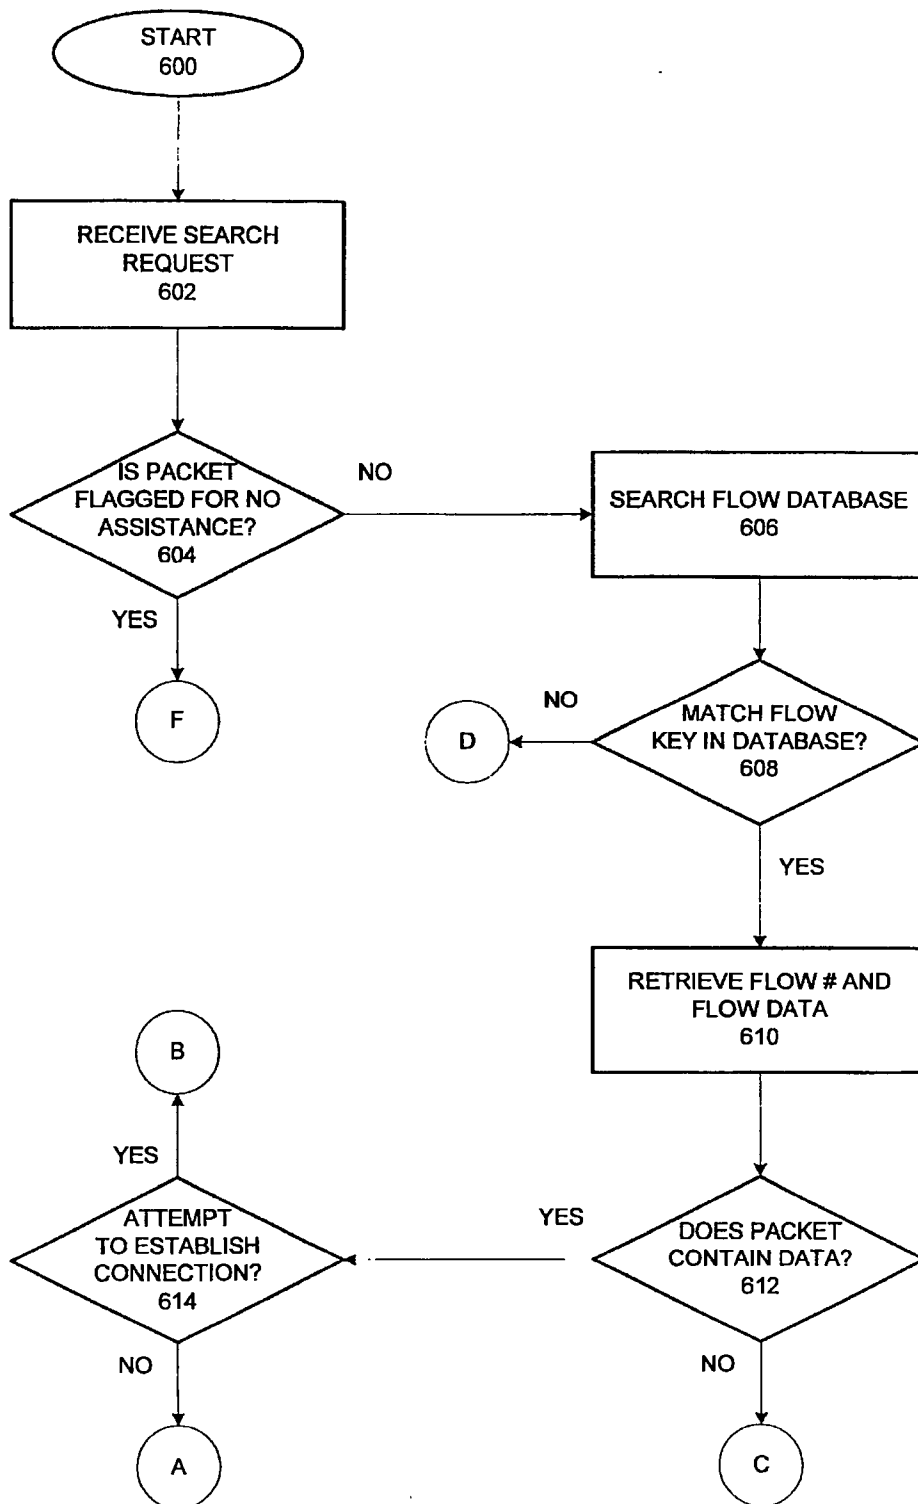 START
600
RECEIVE SEARCH
REQUEST
602
IS PACKET
FLAGGED FOR NO
ASSISTANCE?
604
NO
YES
F
SEARCH FLOW DATABASE
606
MATCH FLOW
KEY IN DATABASE?
608
NO
D
YES
RETRIEVE FLOW # AND
FLOW DATA
610
DOES PACKET
CONTAIN DATA?
612
YES
NO
C
ATTEMPT
TO ESTABLISH
CONNECTION?
614
YES
B
NO
A